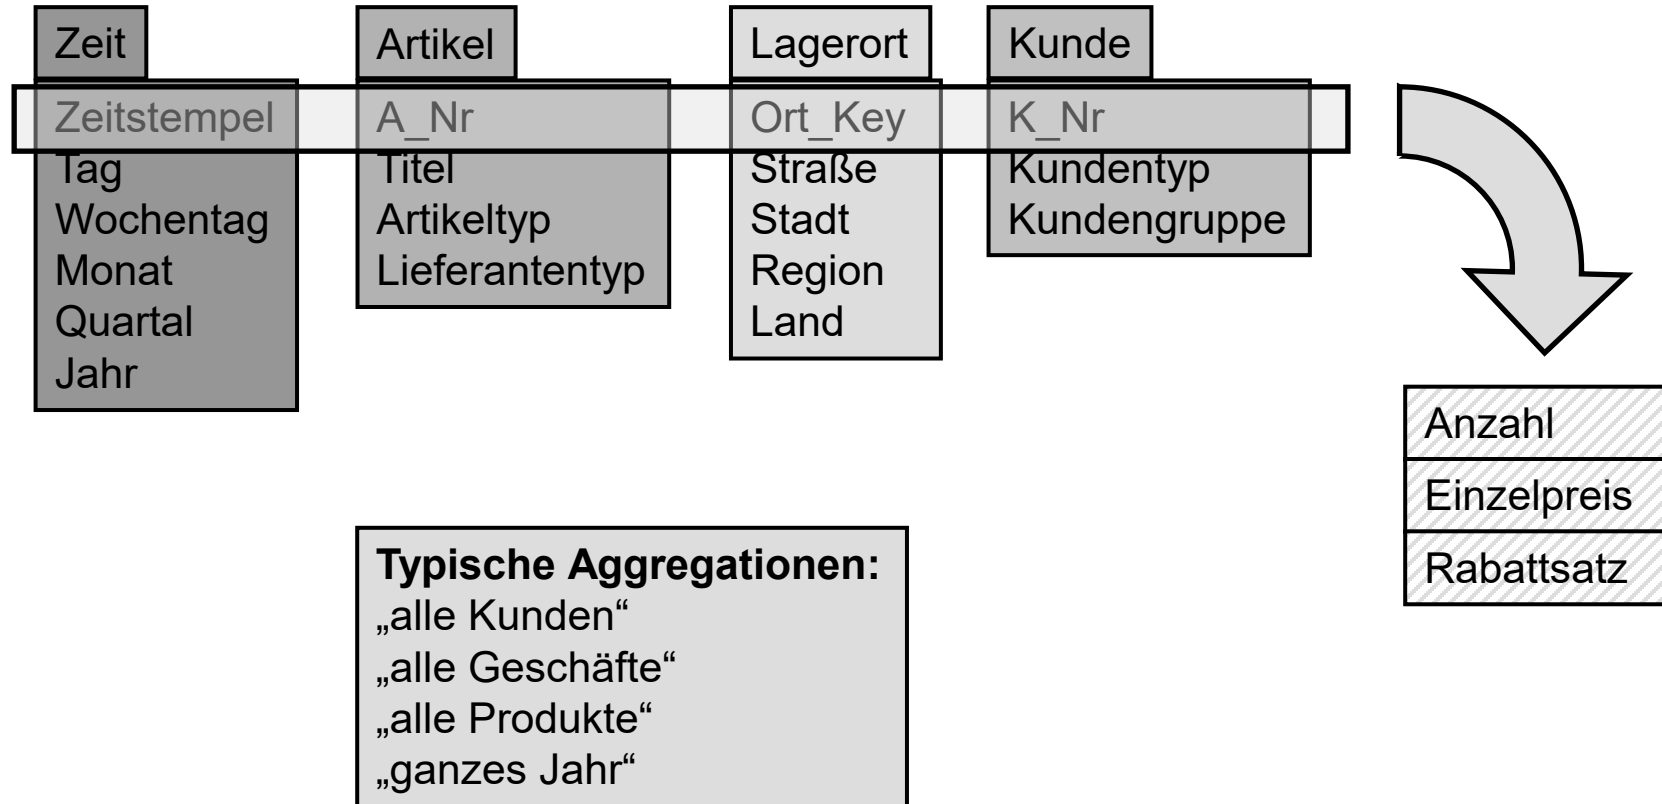 Zeit
Zeitstempel
Tag
Wochentag
Monat
Quartal
Jahr
Artikel
A_Nr
Titel
Artikeltyp
Lieferantentyp
Lagerort
Ort_Key
Straße
Stadt
Region
Land
Kunde
K_Nr
Kundentyp
Kundengruppe
Anzahl
Einzelpreis
Rabattsatz
Typische Aggregationen:
„alle Kunden“
„alle Geschäfte“
„alle Produkte“
„ganzes Jahr“